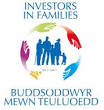 INVESTORS
IN FAMILIES
BUDDSODDWYR
MEWN TEULUOEDD